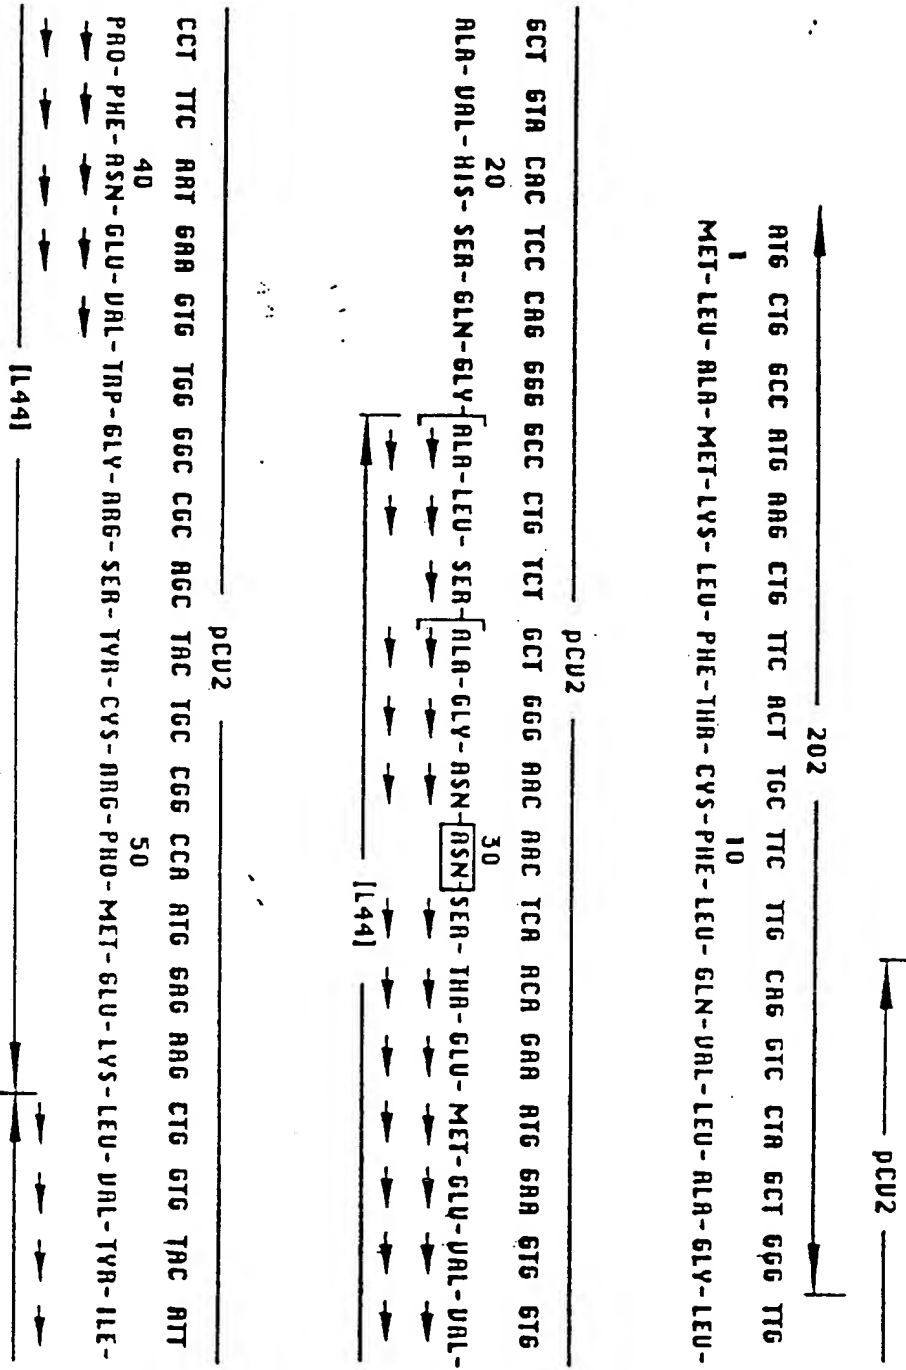 pCV2
202
ATG CTG GCC ATG AAG CTG TTC ACT TGC TTC TTG CAG GTC CTA GCT GGG TTG
1 10
MET-LEU-ALA-MET-LYS-LEU-PHE-THR-CYS-PHE-LEU-GLN-VAL-LEU-ALA-GLY-LEU-
pCV2
GCT GTA CAC TCC CAG GGG GCC CTG TCT GCT GGG AAC AAC TCA ACA GAA ATG GAA GTG GTG
20 30
ALA-VAL-HIS-SER-GLN-GLY-ALA-LEU-SER-ALA-GLY-ASN-ASN-SER-THR-GLU-MET-GLU-VAL-VAL-
[L44]
pCV2
CCT TTC AAT GAA GTG TGG GGC CGC AGC TAC TGC CGG CCA ATG GAG AAG CTG GTG TAC ATT
40 50
PRO-PHE-ASN-GLU-VAL-TRP-GLY-ARG-SER-TYR-CYS-ARG-PRO-MET-GLU-LYS-LEU-VAL-TYR-ILE-
[L44]